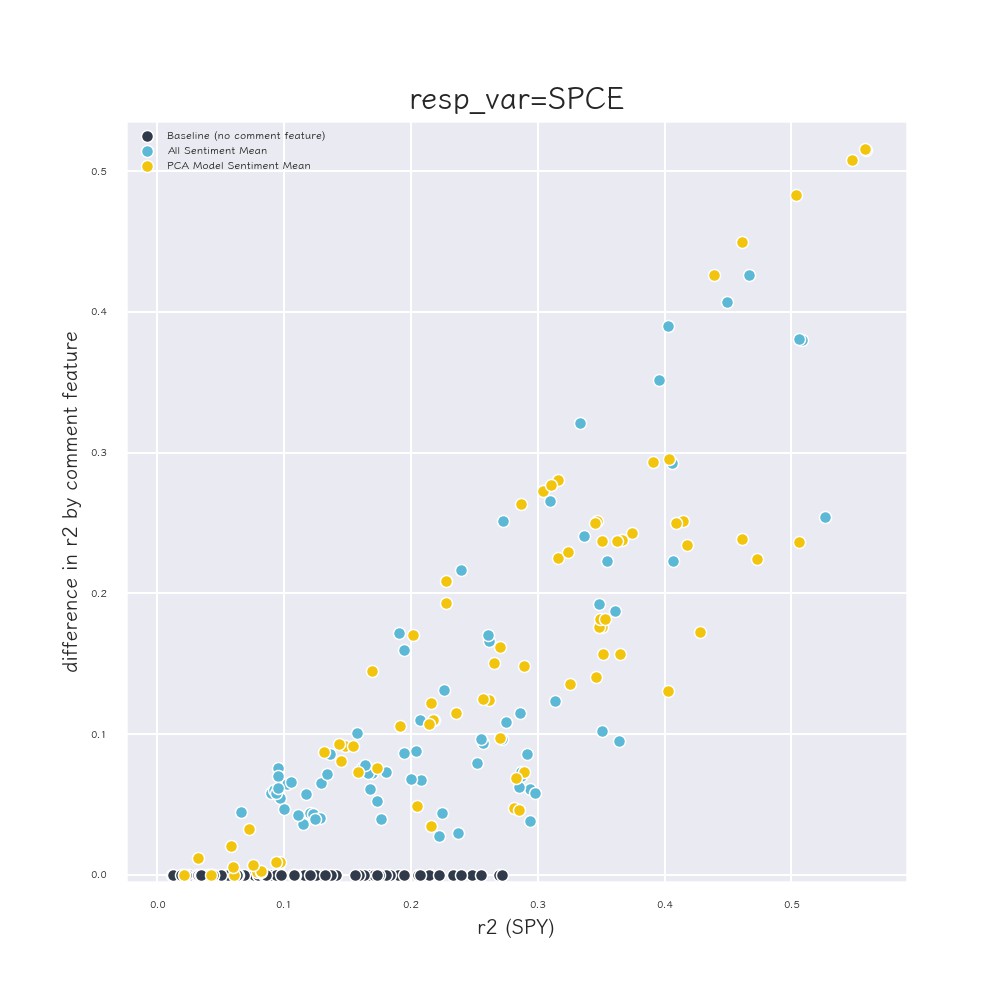 resp_var=SPCE
Baseline (no comment feature)
All Sentiment Mean
PCA Model Sentiment Mean
difference in r2 by comment feature
0.5
0.4
0.3
0.2
0.1
0.0
0.0 0.1 0.2 0.3 0.4 0.5
r2 (SPY)